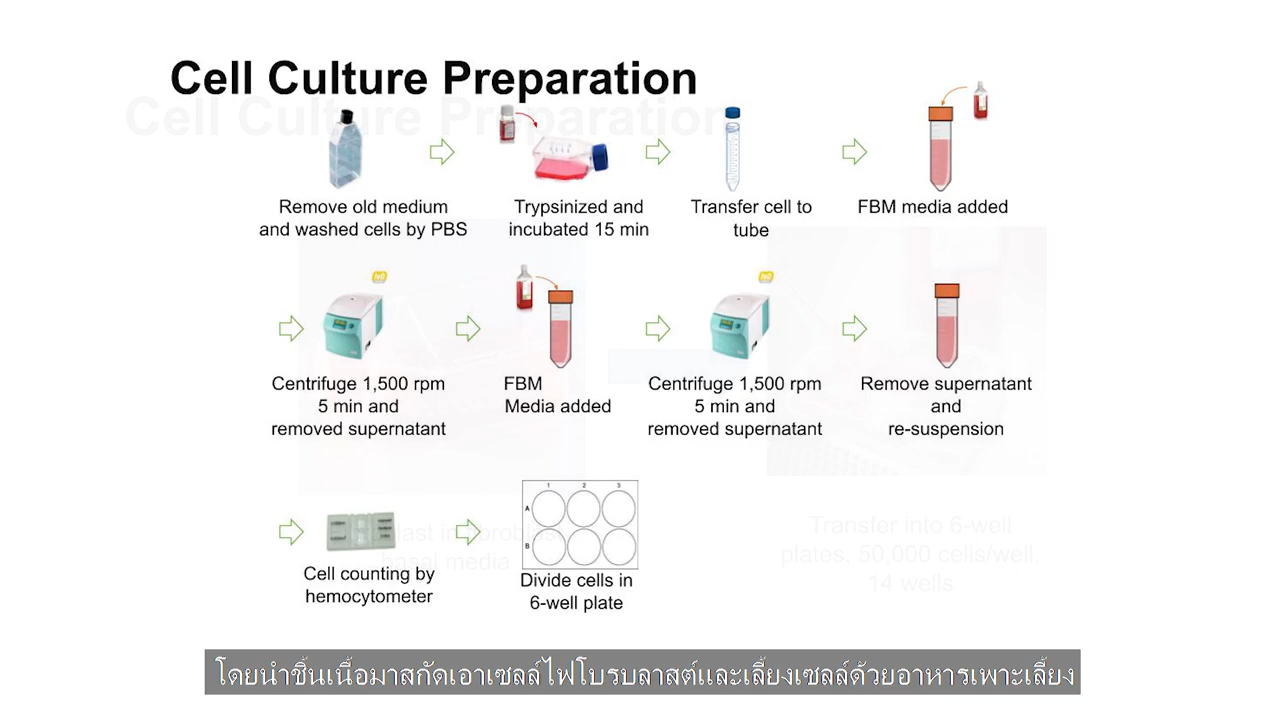 Cell Culture Preparation
Cell Culture Preparation
Remove old medium
and washed cells by PBS
Trypsinized and
incubated 15 min
Transfer cell to
tube
FBM media added
Centrifuge 1,500 rpm
5 min and
removed supernatant
FBM
Media added
Centrifuge 1,500 rpm
5 min and
removed supernatant
Remove supernatant
and
re-suspension
Cell counting by
hemocytometer
1 2 3
A
B
Divide cells in
6-well plate
basal media
Transfer into 6-well
plates, 50,000 cells/well,
14 wells
โดยนำชิ้นเนื้อมาสกัดเอาเซลล์ไฟโบรบลาสต์และเลี้ยงเซลล์ด้วยอาหารเพาะเลี้ยง